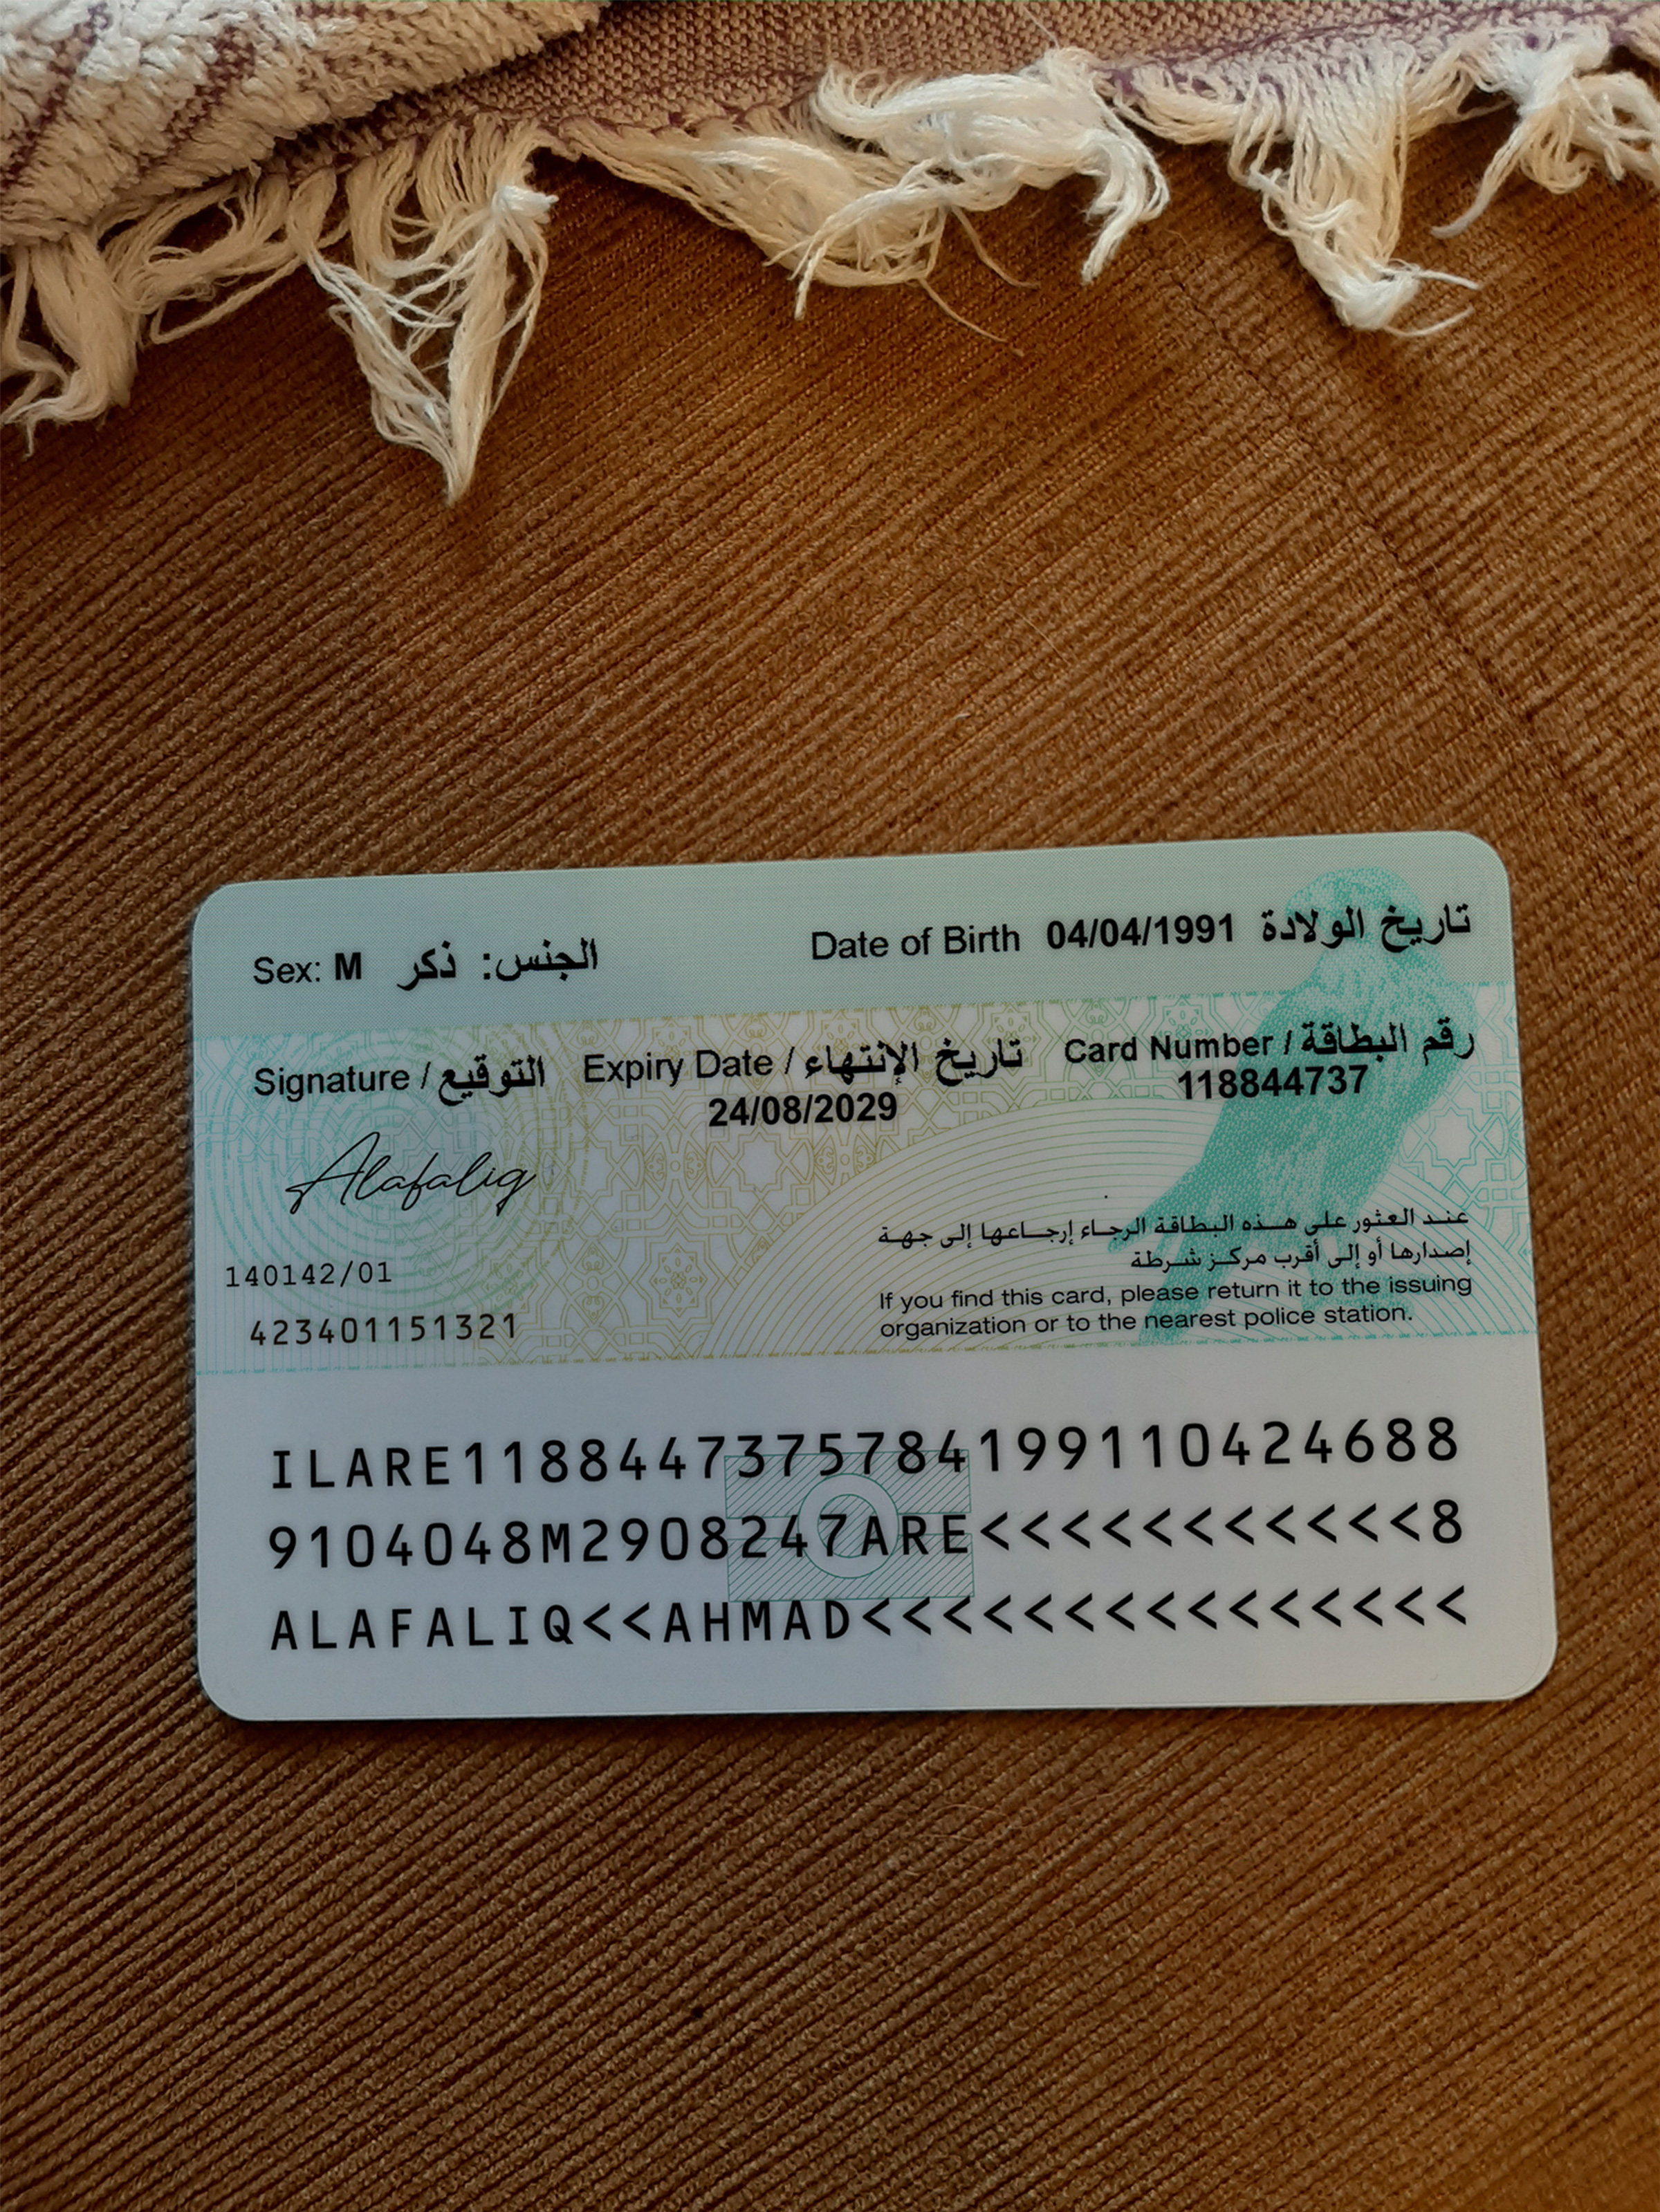 Sex: M الجنس: ذكر
Date of Birth 04/04/1991 تاريخ الولادة
Signature / التوقيع
Expiry Date / تاريخ الإنتهاء
Card Number / رقم البطاقة
24/08/2029
118844737
Alafaliq
عند العثور على هذه البطاقة الرجاء إرجاعها إلى جهة
إصدارها أو إلى أقرب مركز شرطة
140142/01
If you find this card, please return it to the issuing
organization or to the nearest police station.
423401151321
ILARE1188447375784199110424688
9104048M2908247ARE<<<<<<<<<<<8
ALAFALIQ<<AHMAD<<<<<<<<<<<<<<<